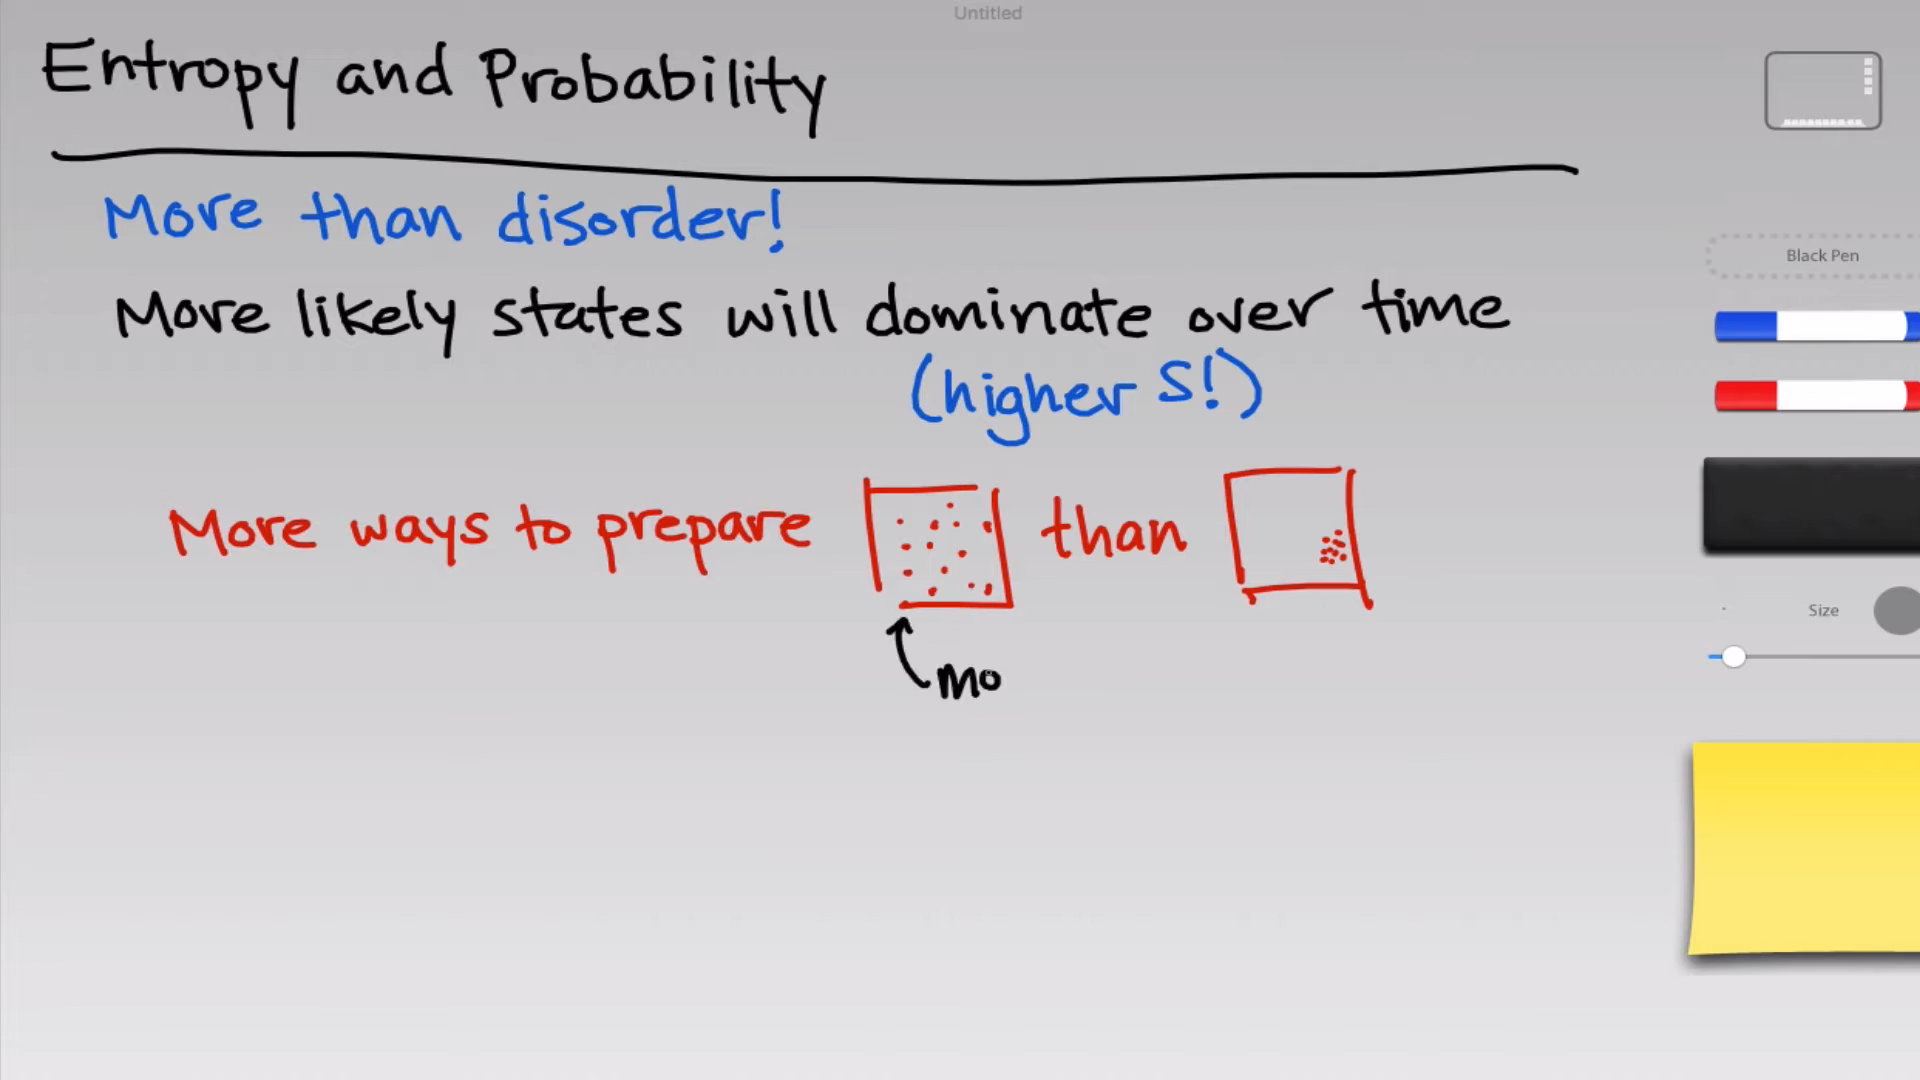 Untitled
Entropy and Probability
More than disorder!
More likely states will dominate over time
(higher S!)
More ways to prepare than
mo
Black Pen
Size